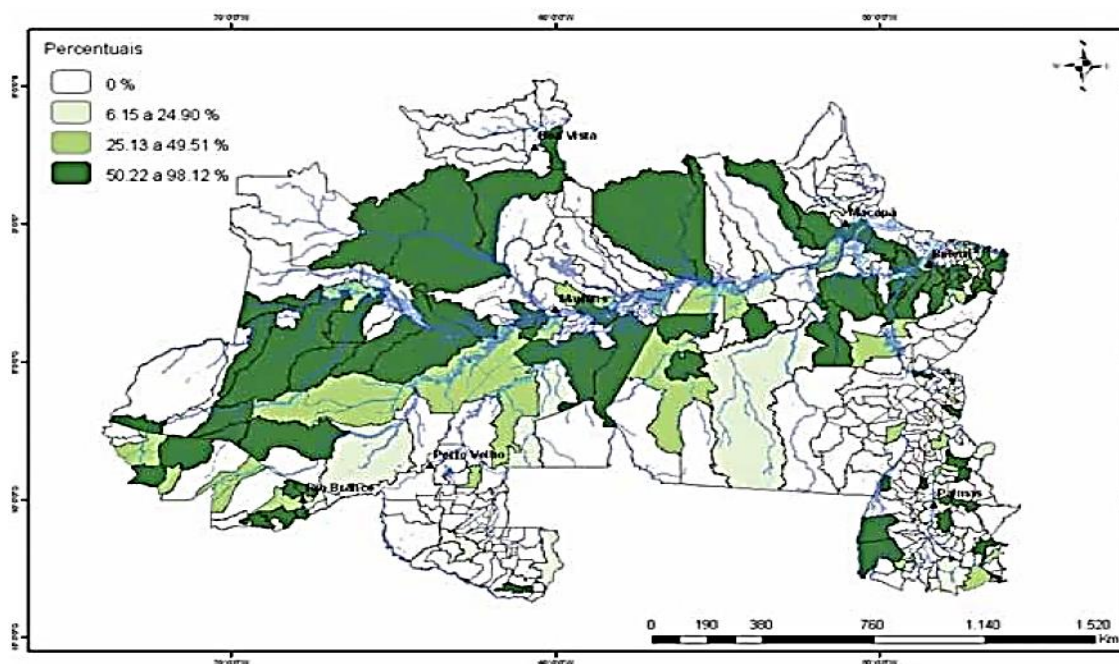 Percentuais
0 %
6.15 a 24.90 %
25.13 a 49.51 %
50.22 a 98.12 %
Boa Vista
Macapá
Manaus
Porto Velho
Rio Branco
Palmas
0 190 380 760 1.140 1.520
Km